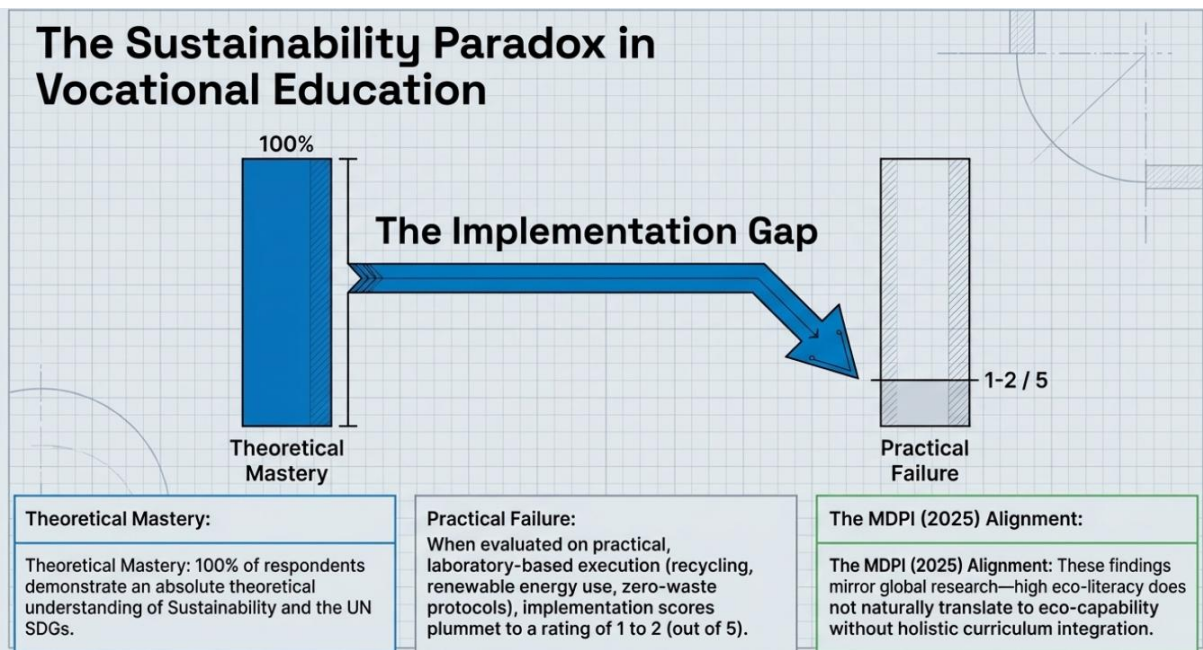 The Sustainability Paradox in
Vocational Education
100%
The Implementation Gap
1-2 / 5
Theoretical
Mastery
Practical
Failure
Theoretical Mastery:
Theoretical Mastery: 100% of respondents
demonstrate an absolute theoretical
understanding of Sustainability and the UN
SDGs.
Practical Failure:
When evaluated on practical,
laboratory-based execution (recycling,
renewable energy use, zero-waste
protocols), implementation scores
plummet to a rating of 1 to 2 (out of 5).
The MDPI (2025) Alignment:
The MDPI (2025) Alignment: These findings
mirror global research—high eco-literacy does
not naturally translate to eco-capability
without holistic curriculum integration.